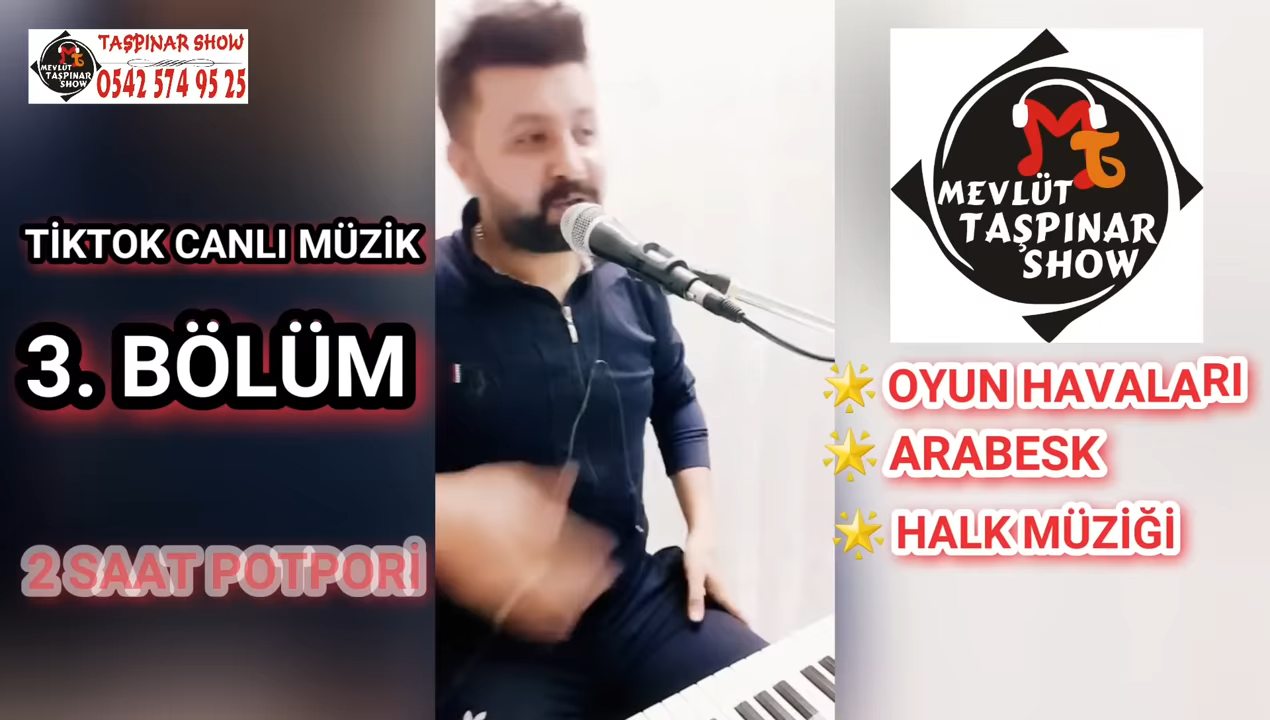 TAŞPINAR SHOW
MEVLÜT
TAŞPINAR
SHOW
0542 574 95 25
TİKTOK CANLI MÜZİK
3. BÖLÜM
2 SAAT POTPORİ
MT
MEVLÜT
TAŞPINAR
SHOW
OYUN HAVALARI
ARABESK
HALK MÜZİĞİ